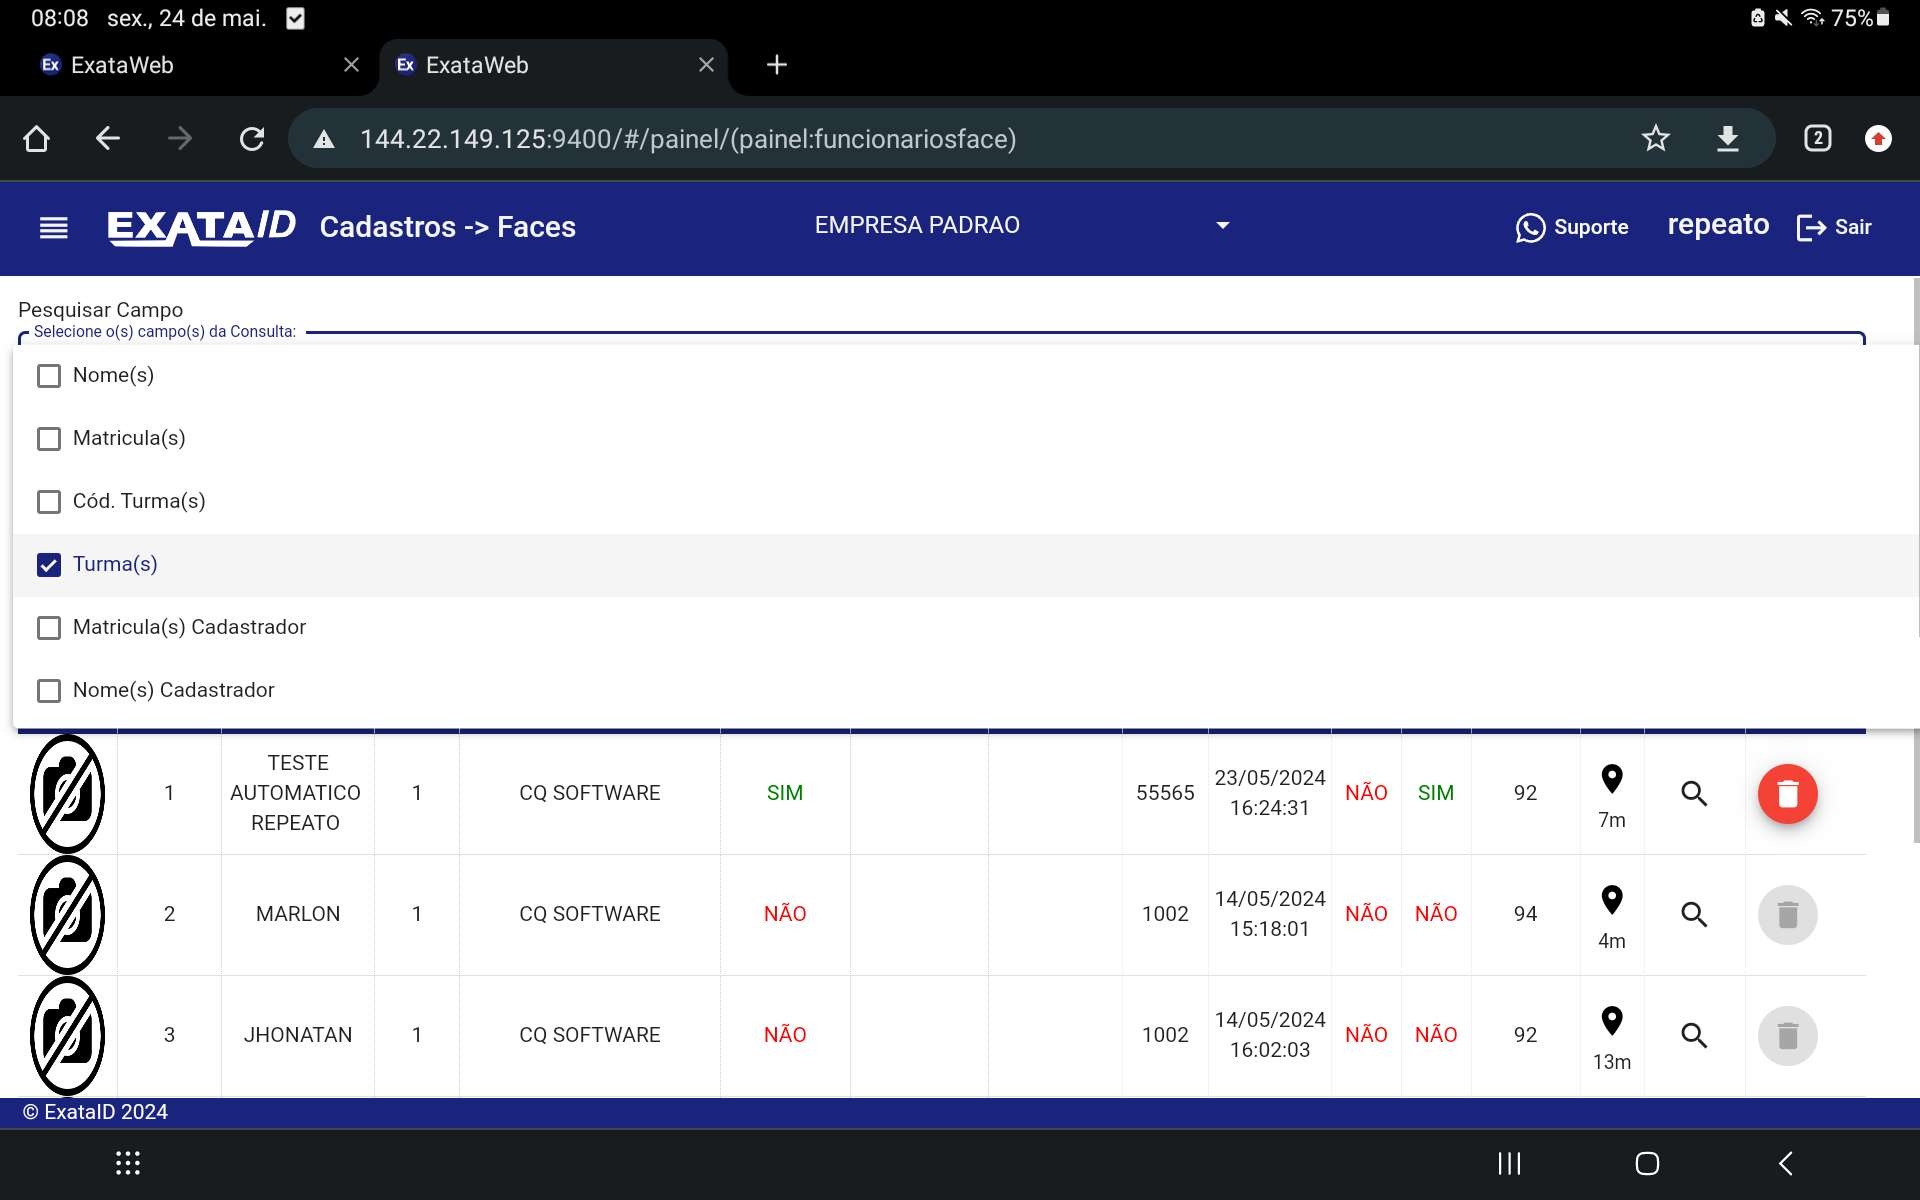 08:08 sex., 24 de mai. 75%
Ex ExataWeb Ex ExataWeb
144.22.149.125:9400/#/painel/(painel:funcionariosface) 2
EXATAID Cadastros -> Faces EMPRESA PADRAO Suporte repeato Sair
Pesquisar Campo
Selecione o(s) campo(s) da Consulta:
Nome(s)
Matricula(s)
Cód. Turma(s)
Turma(s)
Matricula(s) Cadastrador
Nome(s) Cadastrador
1 TESTE AUTOMATICO REPEATO 1 CQ SOFTWARE SIM 55565 23/05/2024 16:24:31 NÃO SIM 92 7m
2 MARLON 1 CQ SOFTWARE NÃO 1002 14/05/2024 15:18:01 NÃO NÃO 94 4m
3 JHONATAN 1 CQ SOFTWARE NÃO 1002 14/05/2024 16:02:03 NÃO NÃO 92 13m
© ExataID 2024